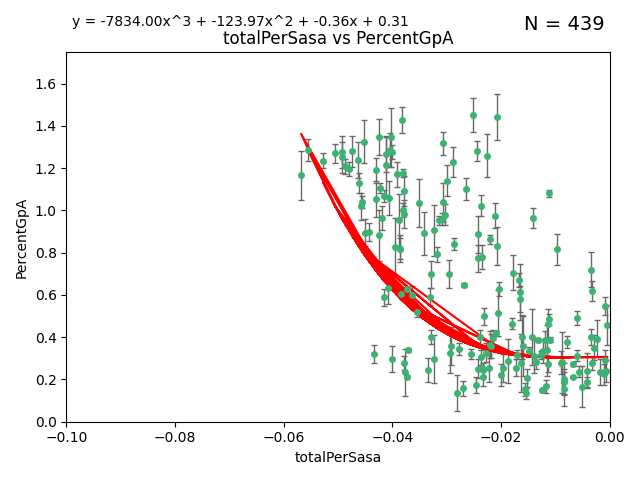 y = -7834.00x^3 + -123.97x^2 + -0.36x + 0.31
N = 439
totalPerSasa vs PercentGpA
PercentGpA
1.6
1.4
1.2
1.0
0.8
0.6
0.4
0.2
0.0
−0.10 −0.08 −0.06 −0.04 −0.02 0.00
totalPerSasa